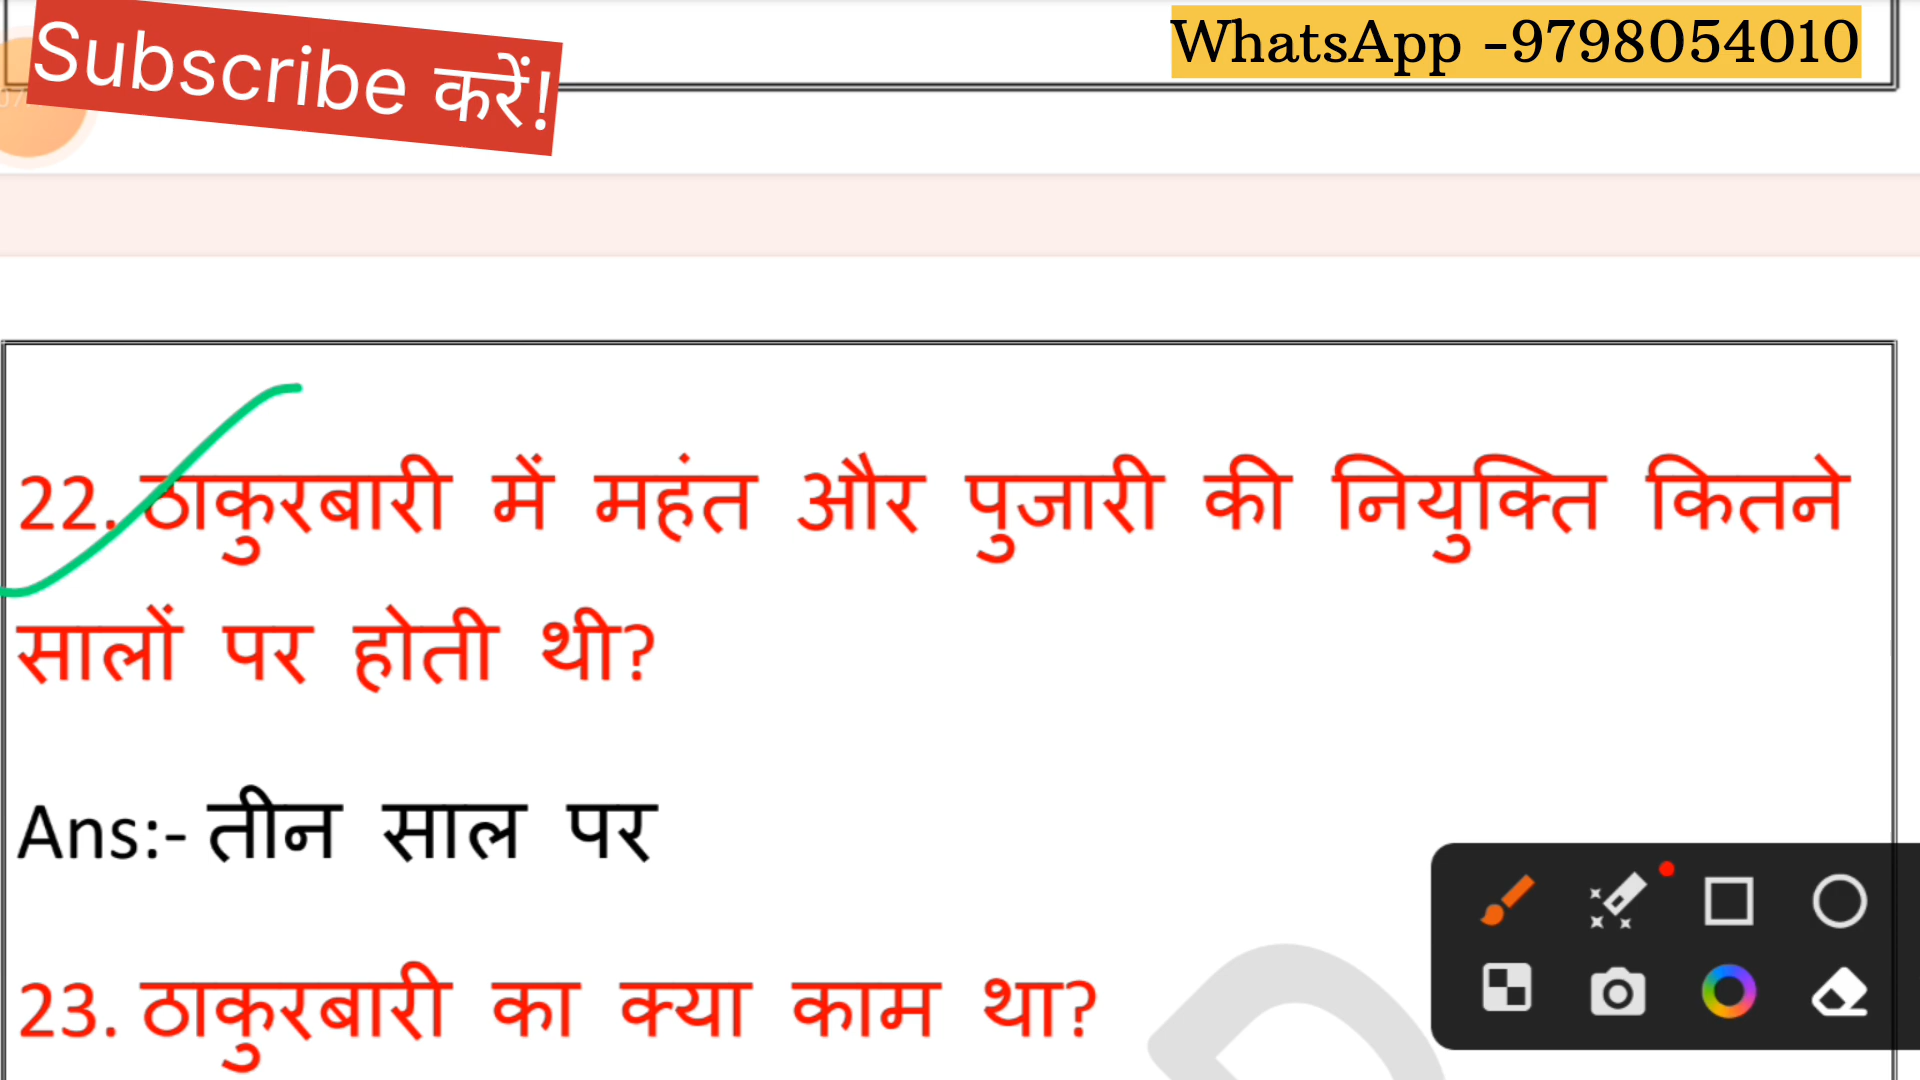 Subscribe करें!
WhatsApp -9798054010
22. ठाकुरबारी में महंत और पुजारी की नियुक्ति कितने
सालों पर होती थी?
Ans:- तीन साल पर
23. ठाकुरबारी का क्या काम था?